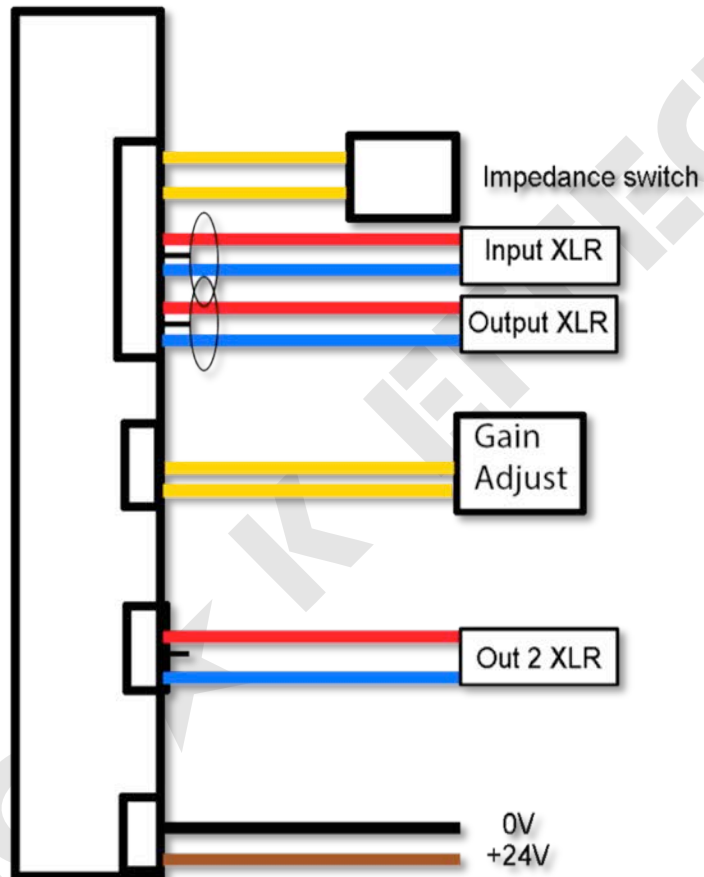 Impedance switch
Input XLR
Output XLR
Gain
Adjust
Out 2 XLR
0V
+24V